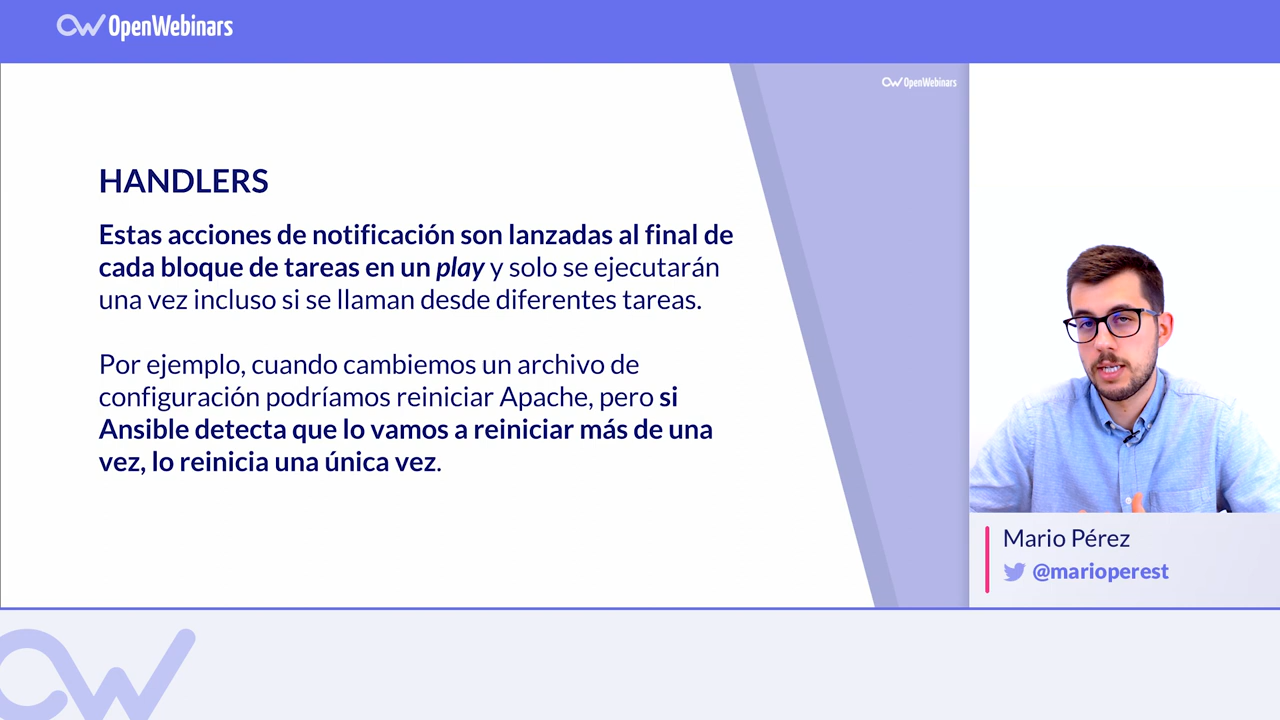 OpenWebinars
OpenWebinars
HANDLERS
Estas acciones de notificación son lanzadas al final de
cada bloque de tareas en un play y solo se ejecutarán
una vez incluso si se llaman desde diferentes tareas.
Por ejemplo, cuando cambiemos un archivo de
configuración podríamos reiniciar Apache, pero si
Ansible detecta que lo vamos a reiniciar más de una
vez, lo reinicia una única vez.
Mario Pérez
@marioperest